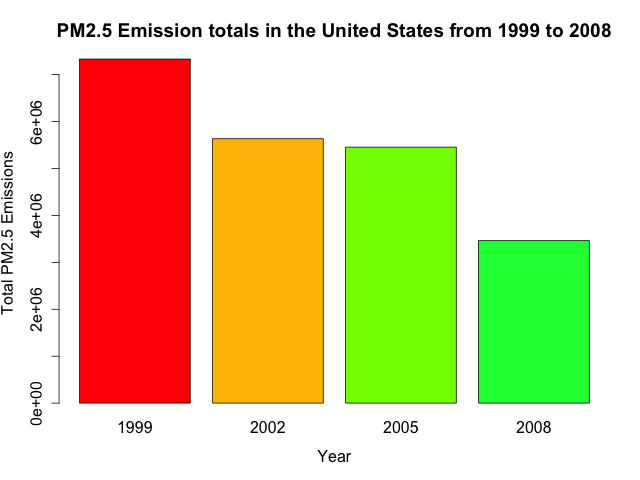 PM2.5 Emission totals in the United States from 1999 to 2008
Total PM2.5 Emissions
6e+06
4e+06
2e+06
0e+00
1999 2002 2005 2008
Year